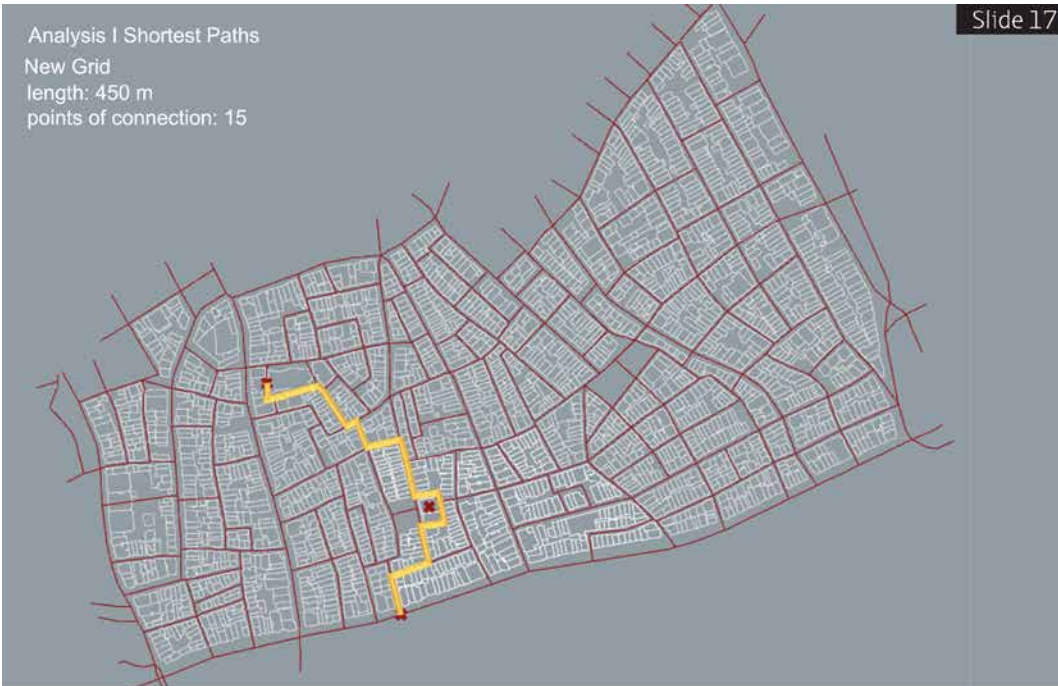 Slide 17
Analysis I Shortest Paths
New Grid
length: 450 m
points of connection: 15